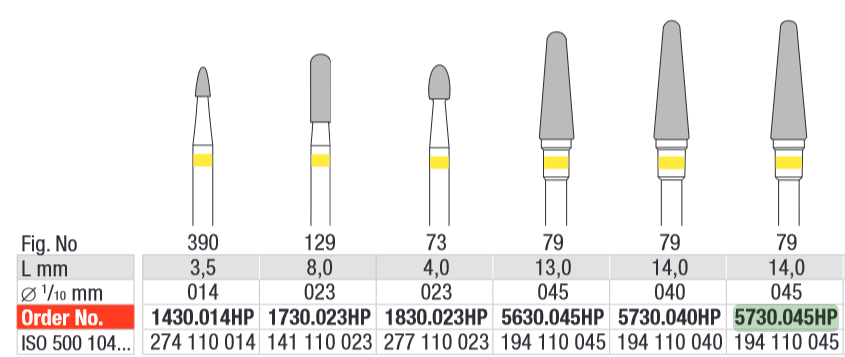 Fig. No 390 129 73 79 79 79
L mm 3,5 8,0 4,0 13,0 14,0 14,0
⌀ 1/10 mm 014 023 023 045 040 045
Order No. 1430.014HP 1730.023HP 1830.023HP 5630.045HP 5730.040HP 5730.045HP
ISO 500 104... 274 110 014 141 110 023 277 110 023 194 110 045 194 110 040 194 110 045